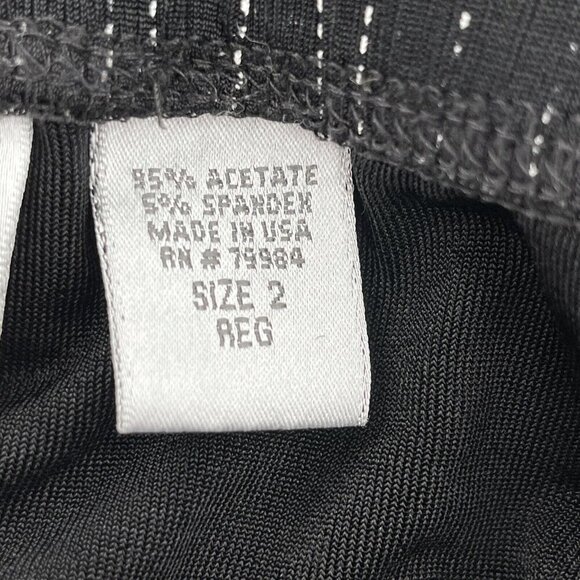 95% ACETATE
5% SPANDEX
MADE IN USA
RN # 79984
SIZE 2
REG